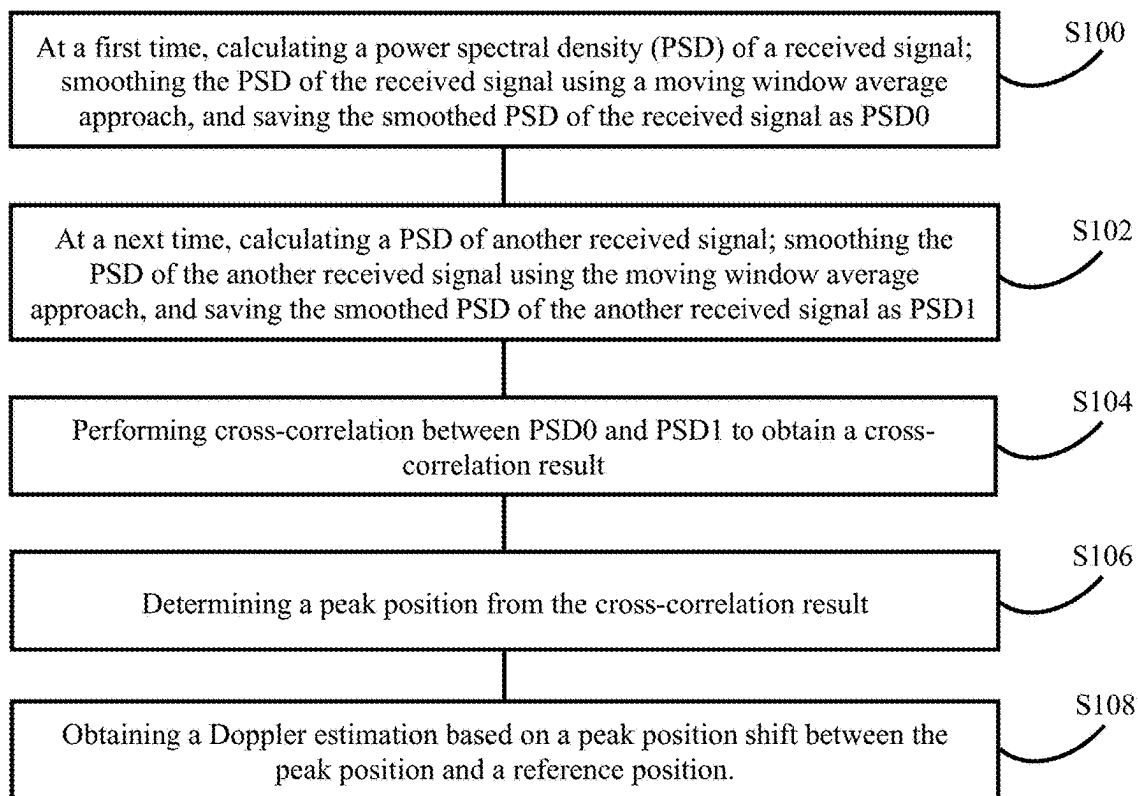 At a first time, calculating a power spectral density (PSD) of a received signal;
smoothing the PSD of the received signal using a moving window average
approach, and saving the smoothed PSD of the received signal as PSD0
S100
At a next time, calculating a PSD of another received signal; smoothing the
PSD of the another received signal using the moving window average
approach, and saving the smoothed PSD of the another received signal as PSD1
S102
Performing cross-correlation between PSD0 and PSD1 to obtain a cross-
correlation result
S104
Determining a peak position from the cross-correlation result
S106
Obtaining a Doppler estimation based on a peak position shift between the
peak position and a reference position.
S108